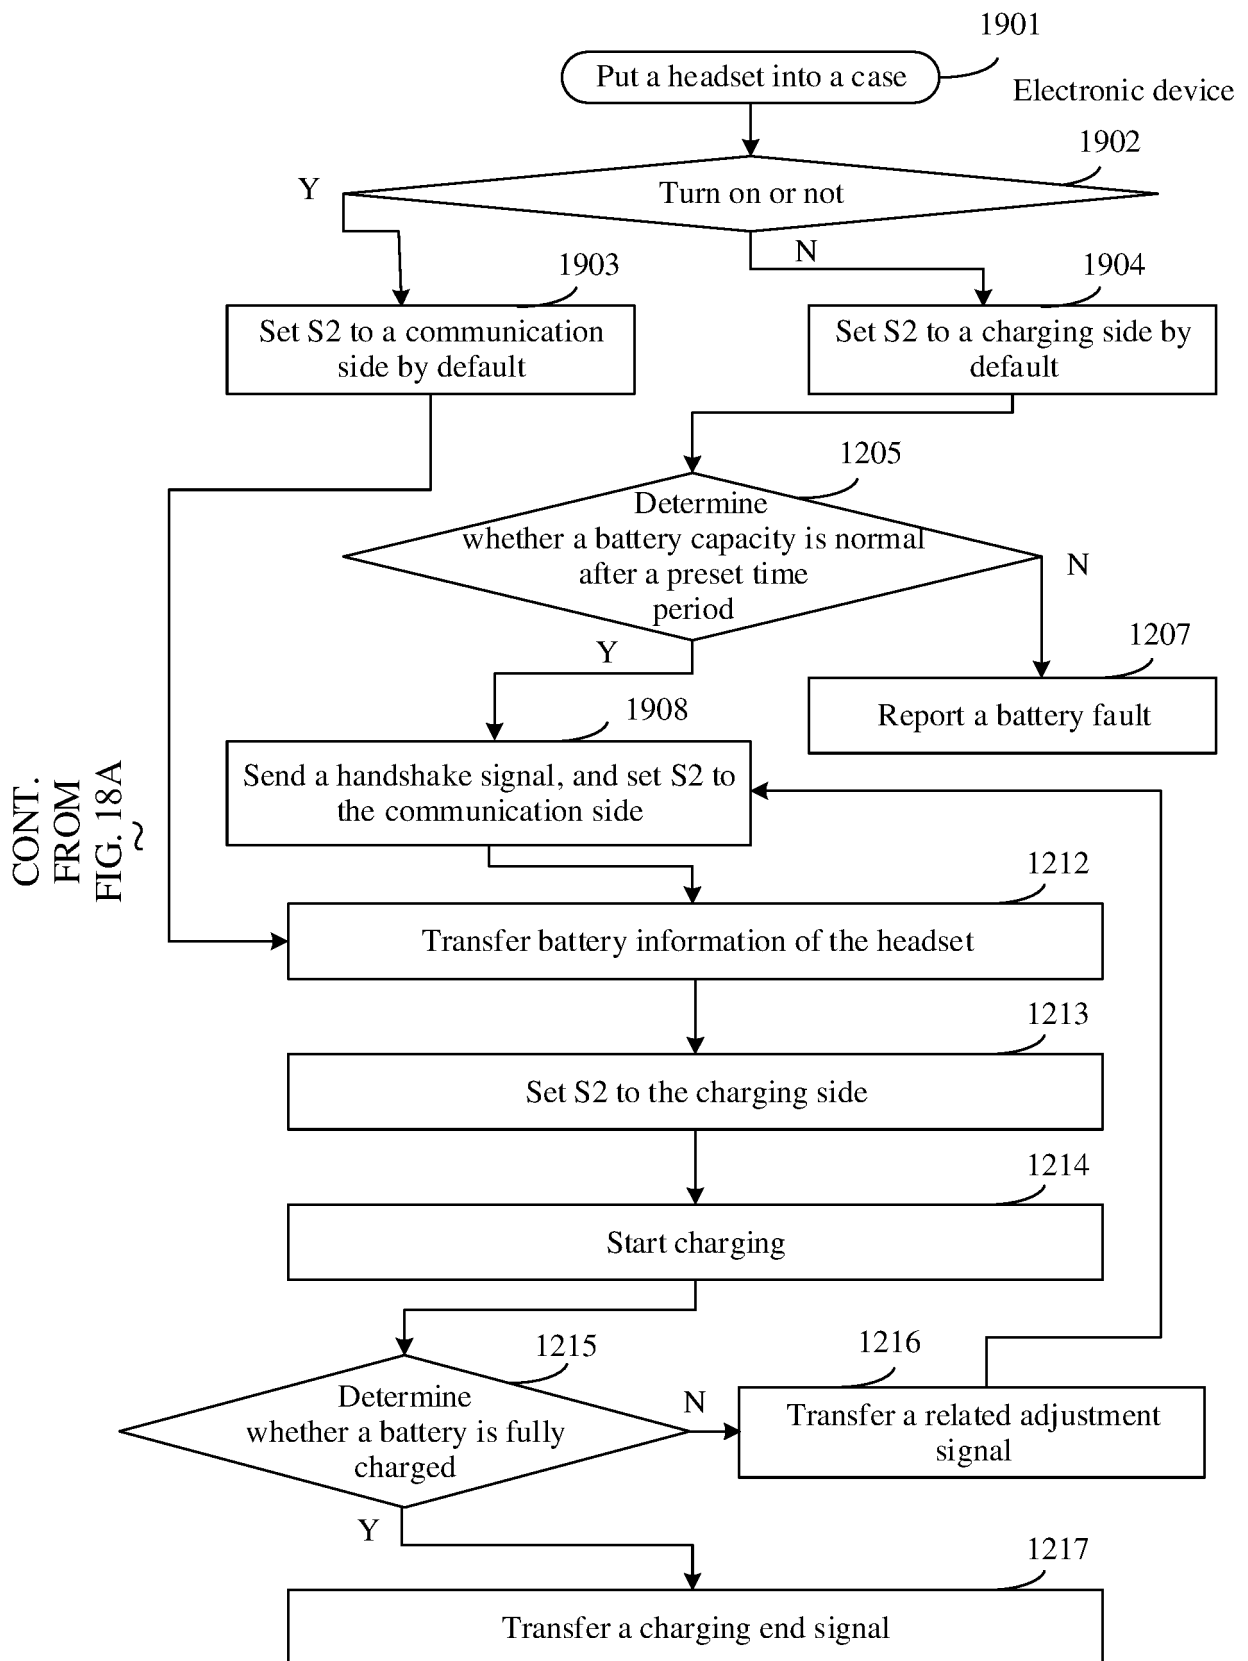 1901
Put a headset into a case
Electronic device
1902
Y
Turn on or not
N
1903
1904
Set S2 to a communication
side by default
Set S2 to a charging side by
default
1205
Determine
whether a battery capacity is normal
after a preset time
period
N
Y
1207
Report a battery fault
1908
Send a handshake signal, and set S2 to
the communication side
CONT.
FROM
FIG. 18A
~
1212
Transfer battery information of the headset
1213
Set S2 to the charging side
1214
Start charging
1215
Determine
whether a battery is fully
charged
N
1216
Transfer a related adjustment
signal
Y
1217
Transfer a charging end signal